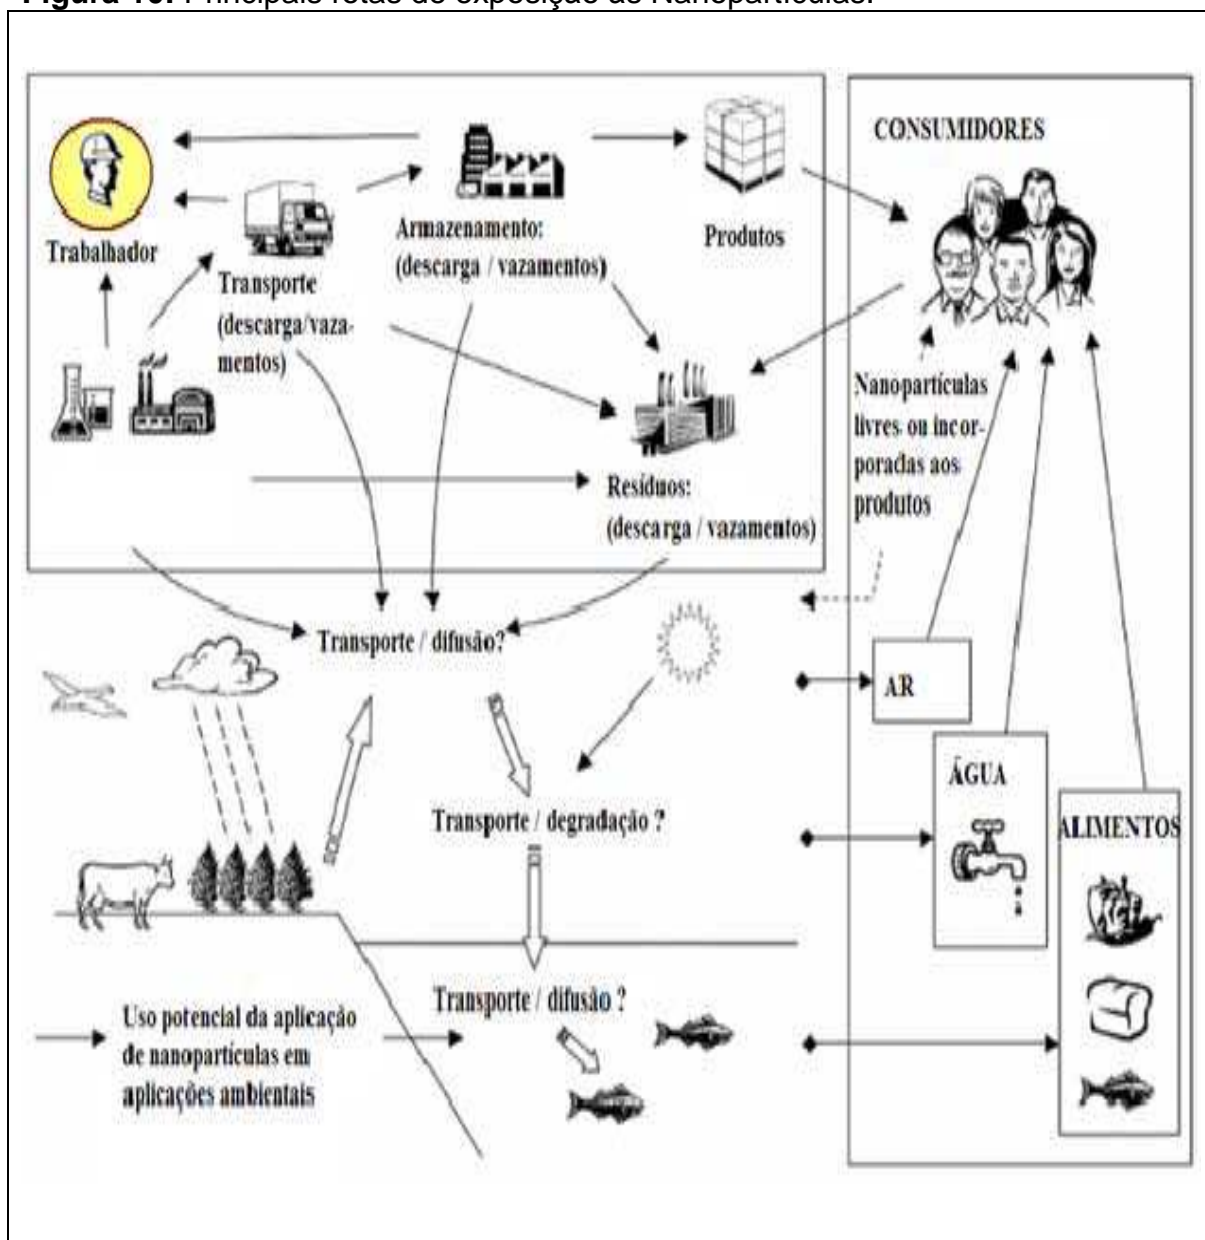 Figura 10. Principais rotas de exposição às Nanopartículas.
CONSUMIDORES
Trabalhador
Transporte
(descarga/vaza-
mentos)
Armazenamento:
(descarga / vazamentos)
Produtos
Resíduos:
(descarga / vazamentos)
Nanopartículas
livres ou incor-
poradas aos
produtos
Transporte / difusão?
AR
Transporte / degradação ?
ÁGUA
ALIMENTOS
Transporte / difusão ?
Uso potencial da aplicação
de nanopartículas em
aplicações ambientais